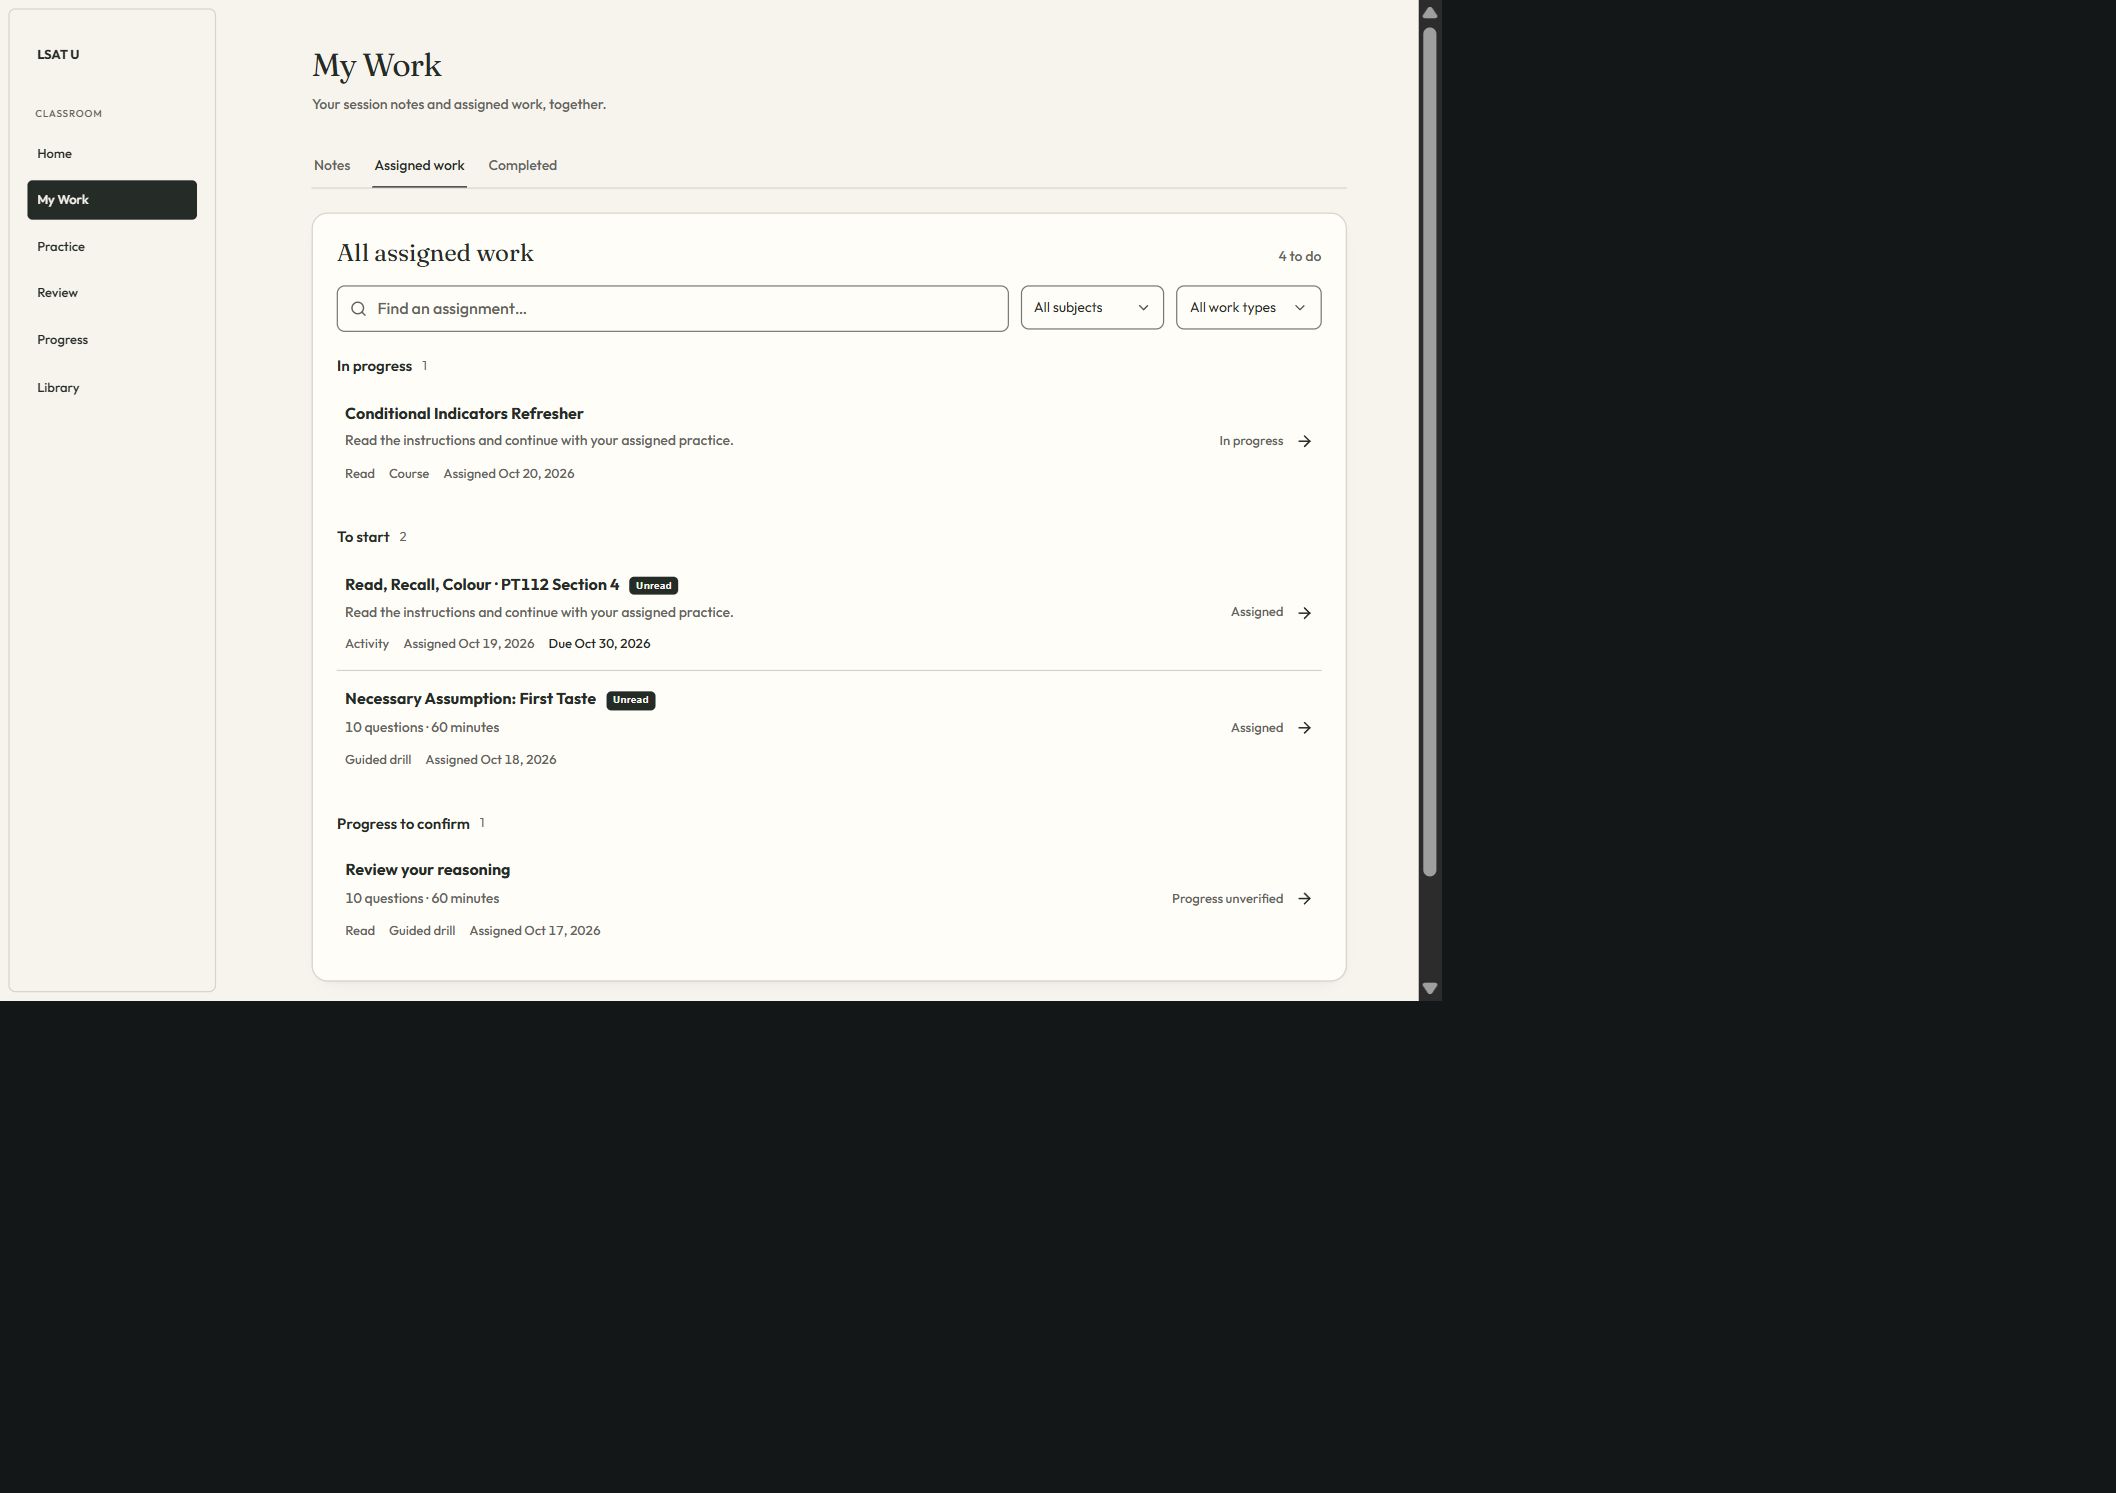 LSAT U
CLASSROOM
Home
My Work
Practice
Review
Progress
Library
My Work
Your session notes and assigned work, together.
Notes Assigned work Completed
All assigned work 4 to do
Find an assignment... All subjects All work types
In progress 1
Conditional Indicators Refresher
Read the instructions and continue with your assigned practice. In progress
Read Course Assigned Oct 20, 2026
To start 2
Read, Recall, Colour · PT112 Section 4 Unread
Read the instructions and continue with your assigned practice. Assigned
Activity Assigned Oct 19, 2026 Due Oct 30, 2026
Necessary Assumption: First Taste Unread
10 questions · 60 minutes Assigned
Guided drill Assigned Oct 18, 2026
Progress to confirm 1
Review your reasoning
10 questions · 60 minutes Progress unverified
Read Guided drill Assigned Oct 17, 2026